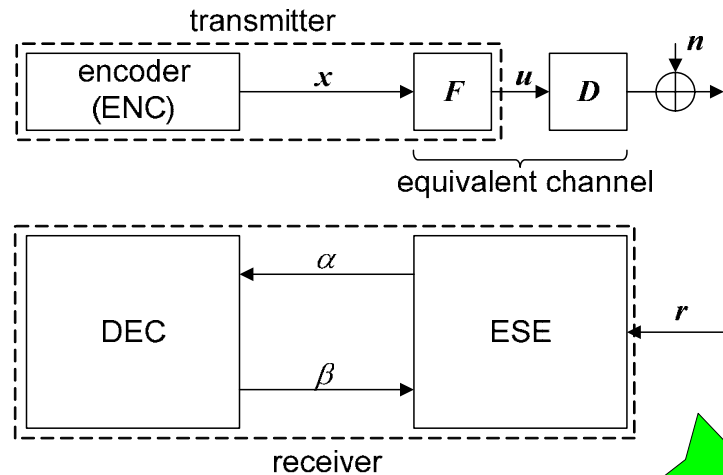 transmitter
encoder
(ENC)
x
F
u
D
n
equivalent channel
DEC
α
β
ESE
r
receiver